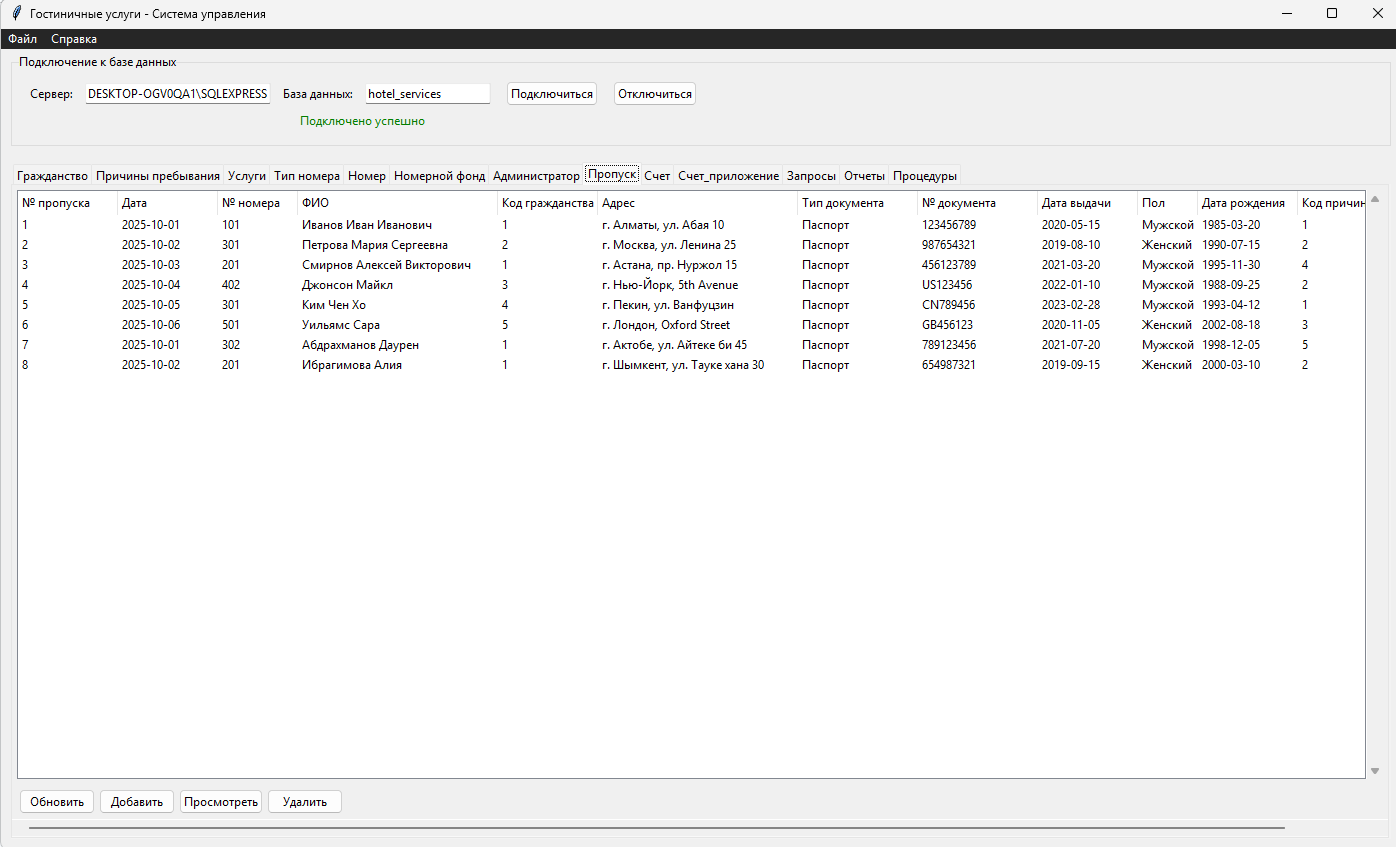 Гостиничные услуги - Система управления
Файл Справка
Подключение к базе данных
Сервер: DESKTOP-OGV0QA1\SQLEXPRESS База данных: hotel_services Подключиться Отключиться
Подключено успешно
Гражданство Причины пребывания Услуги Тип номера Номер Номерной фонд Администратор Пропуск Счет Счет_приложение Запросы Отчеты Процедуры
№ пропуска Дата № номера ФИО Код гражданства Адрес Тип документа № документа Дата выдачи Пол Дата рождения Код причин
1 2025-10-01 101 Иванов Иван Иванович 1 г. Алматы, ул. Абая 10 Паспорт 123456789 2020-05-15 Мужской 1985-03-20 1
2 2025-10-02 301 Петрова Мария Сергеевна 2 г. Москва, ул. Ленина 25 Паспорт 987654321 2019-08-10 Женский 1990-07-15 2
3 2025-10-03 201 Смирнов Алексей Викторович 1 г. Астана, пр. Нуржол 15 Паспорт 456123789 2021-03-20 Мужской 1995-11-30 4
4 2025-10-04 402 Джонсон Майкл 3 г. Нью-Йорк, 5th Avenue Паспорт US123456 2022-01-10 Мужской 1988-09-25 2
5 2025-10-05 301 Ким Чен Хо 4 г. Пекин, ул. Ванфуцзин Паспорт CN789456 2023-02-28 Мужской 1993-04-12 1
6 2025-10-06 501 Уильямс Сара 5 г. Лондон, Oxford Street Паспорт GB456123 2020-11-05 Женский 2002-08-18 3
7 2025-10-01 302 Абдрахманов Даурен 1 г. Актобе, ул. Айтеке би 45 Паспорт 789123456 2021-07-20 Мужской 1998-12-05 5
8 2025-10-02 201 Ибрагимова Алия 1 г. Шымкент, ул. Тауке хана 30 Паспорт 654987321 2019-09-15 Женский 2000-03-10 2
Обновить Добавить Просмотреть Удалить